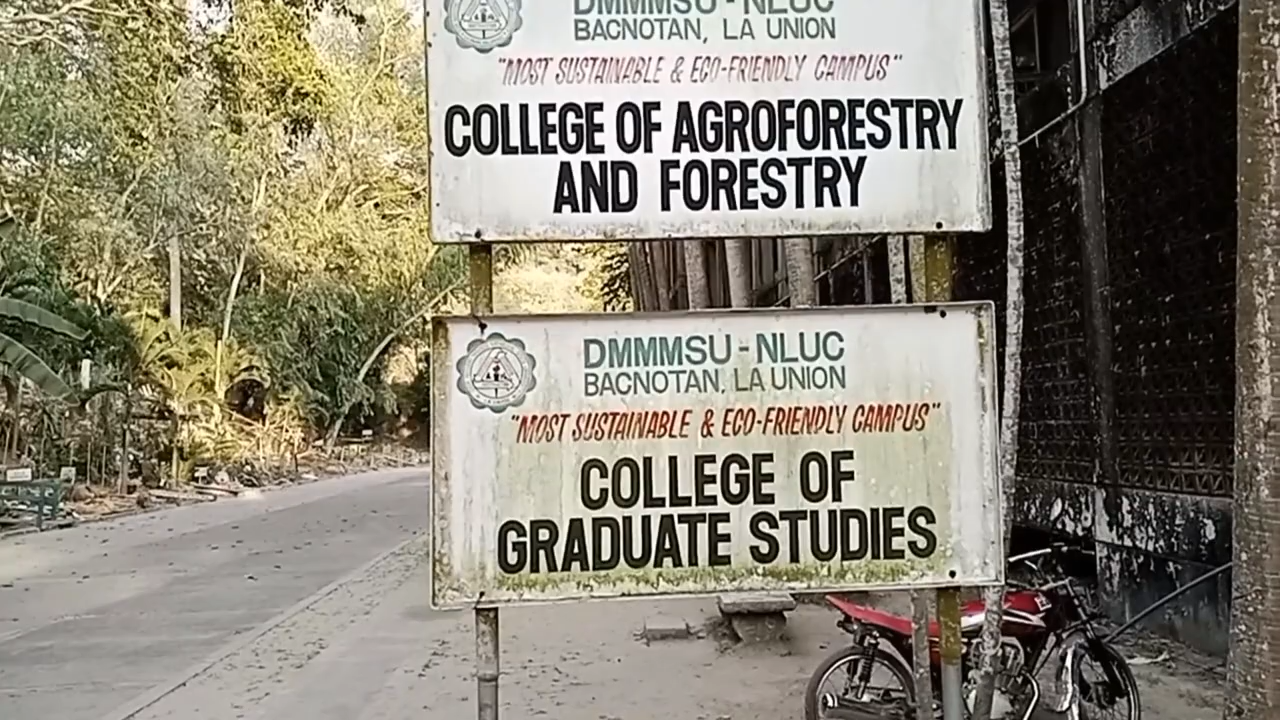 DMMMSU - NLUC
BACNOTAN, LA UNION
"MOST SUSTAINABLE & ECO-FRIENDLY CAMPUS"
COLLEGE OF AGROFORESTRY
AND FORESTRY
DMMMSU - NLUC
BACNOTAN, LA UNION
"MOST SUSTAINABLE & ECO-FRIENDLY CAMPUS"
COLLEGE OF
GRADUATE STUDIES